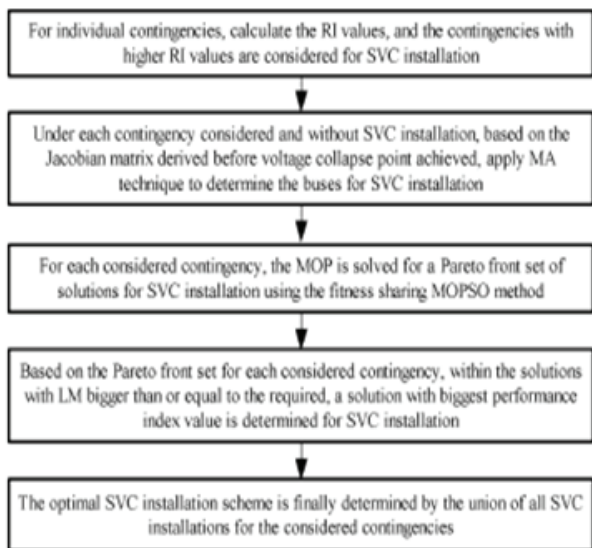 For individual contingencies, calculate the RI values, and the contingencies with
higher RI values are considered for SVC installation
Under each contingency considered and without SVC installation, based on the
Jacobian matrix derived before voltage collapse point achieved, apply MA
technique to determine the buses for SVC installation
For each considered contingency, the MOP is solved for a Pareto front set of
solutions for SVC installation using the fitness sharing MOPSO method
Based on the Pareto front set for each considered contingency, within the solutions
with LM bigger than or equal to the required, a solution with biggest performance
index value is determined for SVC installation
The optimal SVC installation scheme is finally determined by the union of all SVC
installations for the considered contingencies